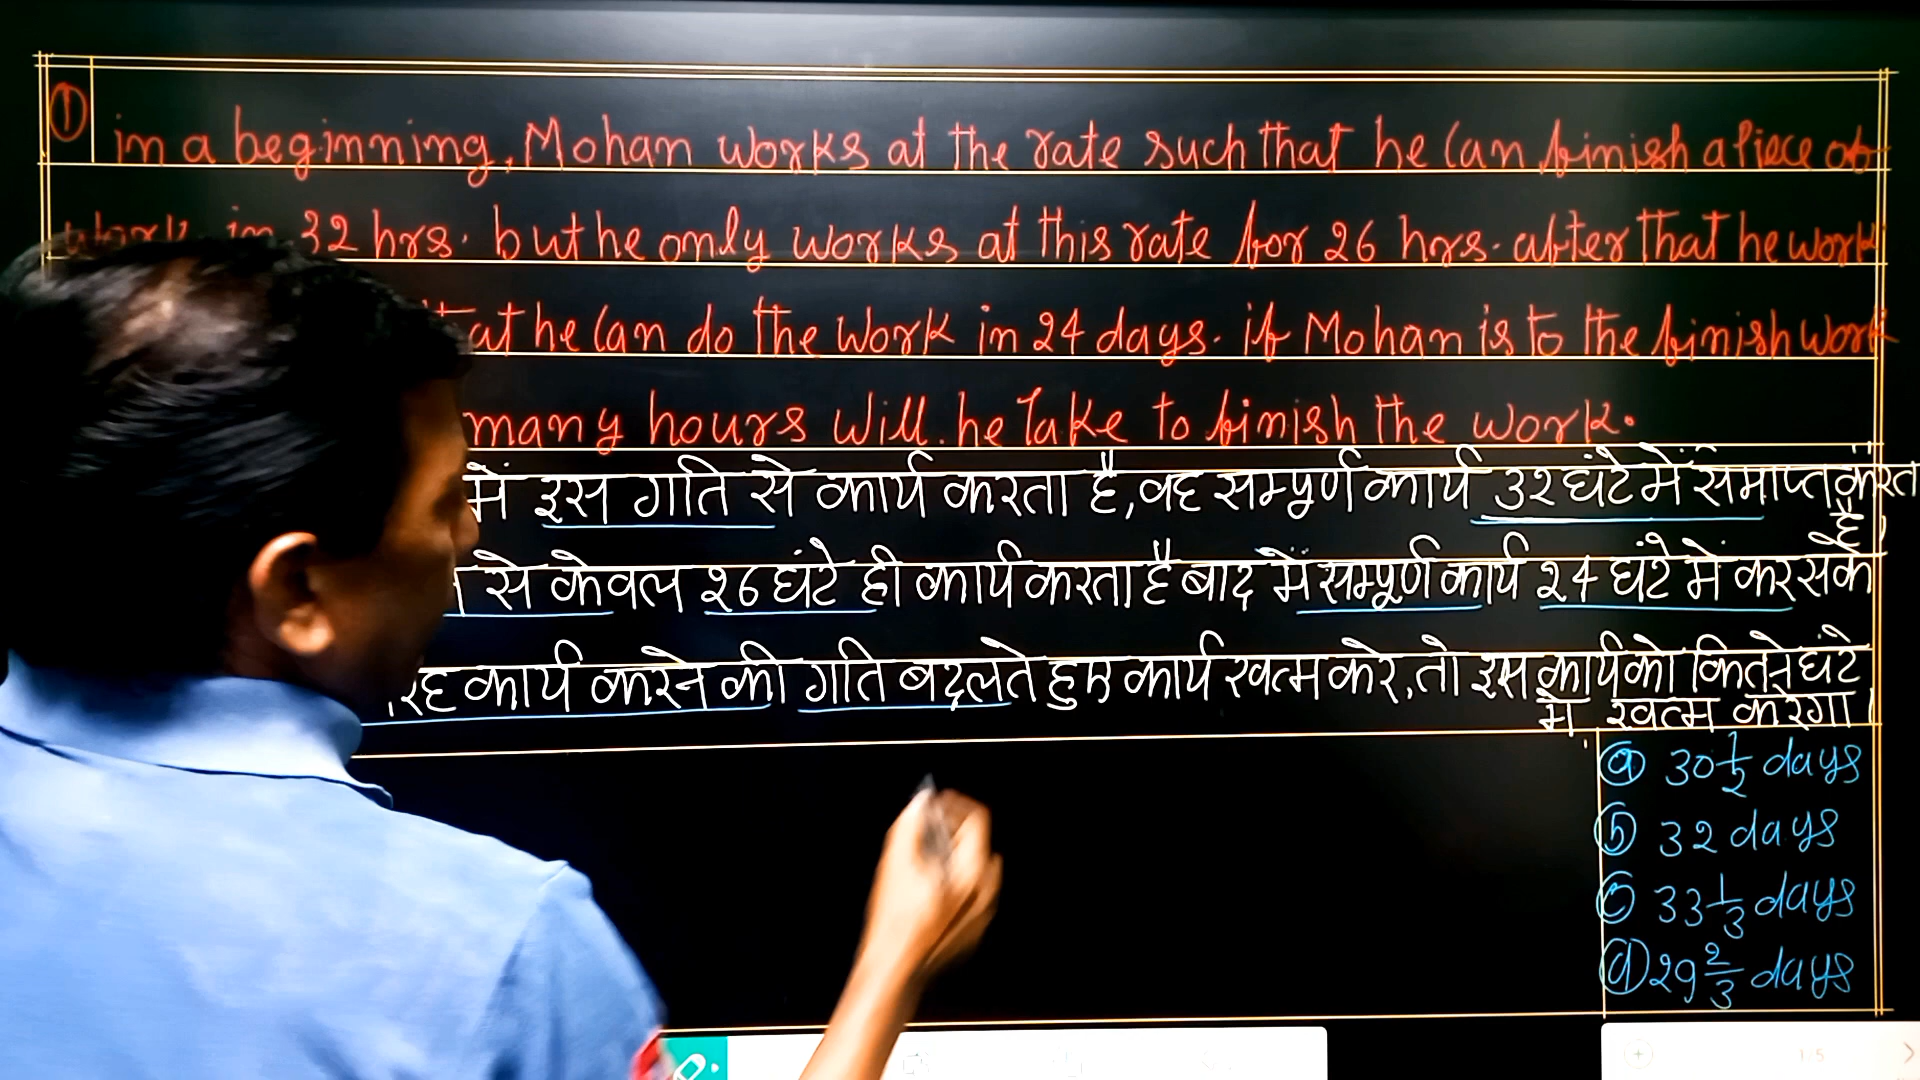 ① in a beginning, Mohan works at the rate such that he can finish a piece of
work in 32 hrs. but he only works at this rate for 26 hrs. after that he work
at he can do the work in 24 days. if Mohan is to the finish work
many hours will. he take to finish the work.
में इस गति से कार्य करता है, वह सम्पूर्ण कार्य 32 घंटे में समाप्त करता
है।
से केवल 26 घंटे ही कार्य करता है बाद में सम्पूर्ण कार्य 24 घंटे में कर सके
रह कार्य करने की गति बदलते हुए कार्य खत्म करे, तो इस कार्य को कितने घंटे
में खत्म करेगा।
ⓐ 30 1/2 days
ⓑ 32 days
ⓒ 33 1/3 days
ⓓ 29 2/3 days
15